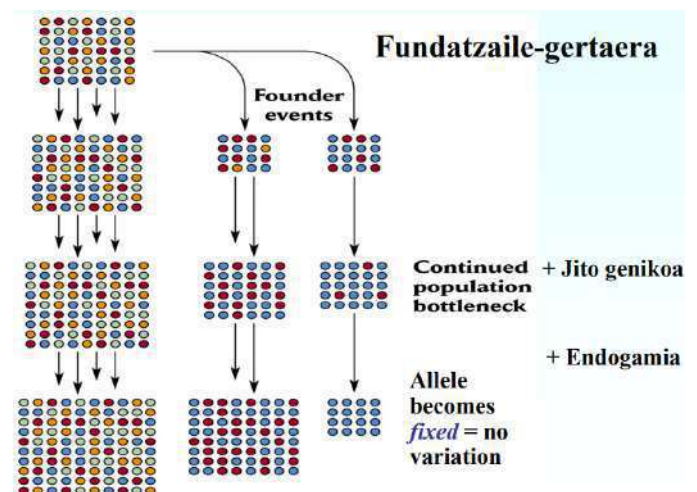 Fundatzaile-gertaera
Founder
events
Continued
population
bottleneck
+ Jito genikoa
+ Endogamia
Allele
becomes
fixed = no
variation